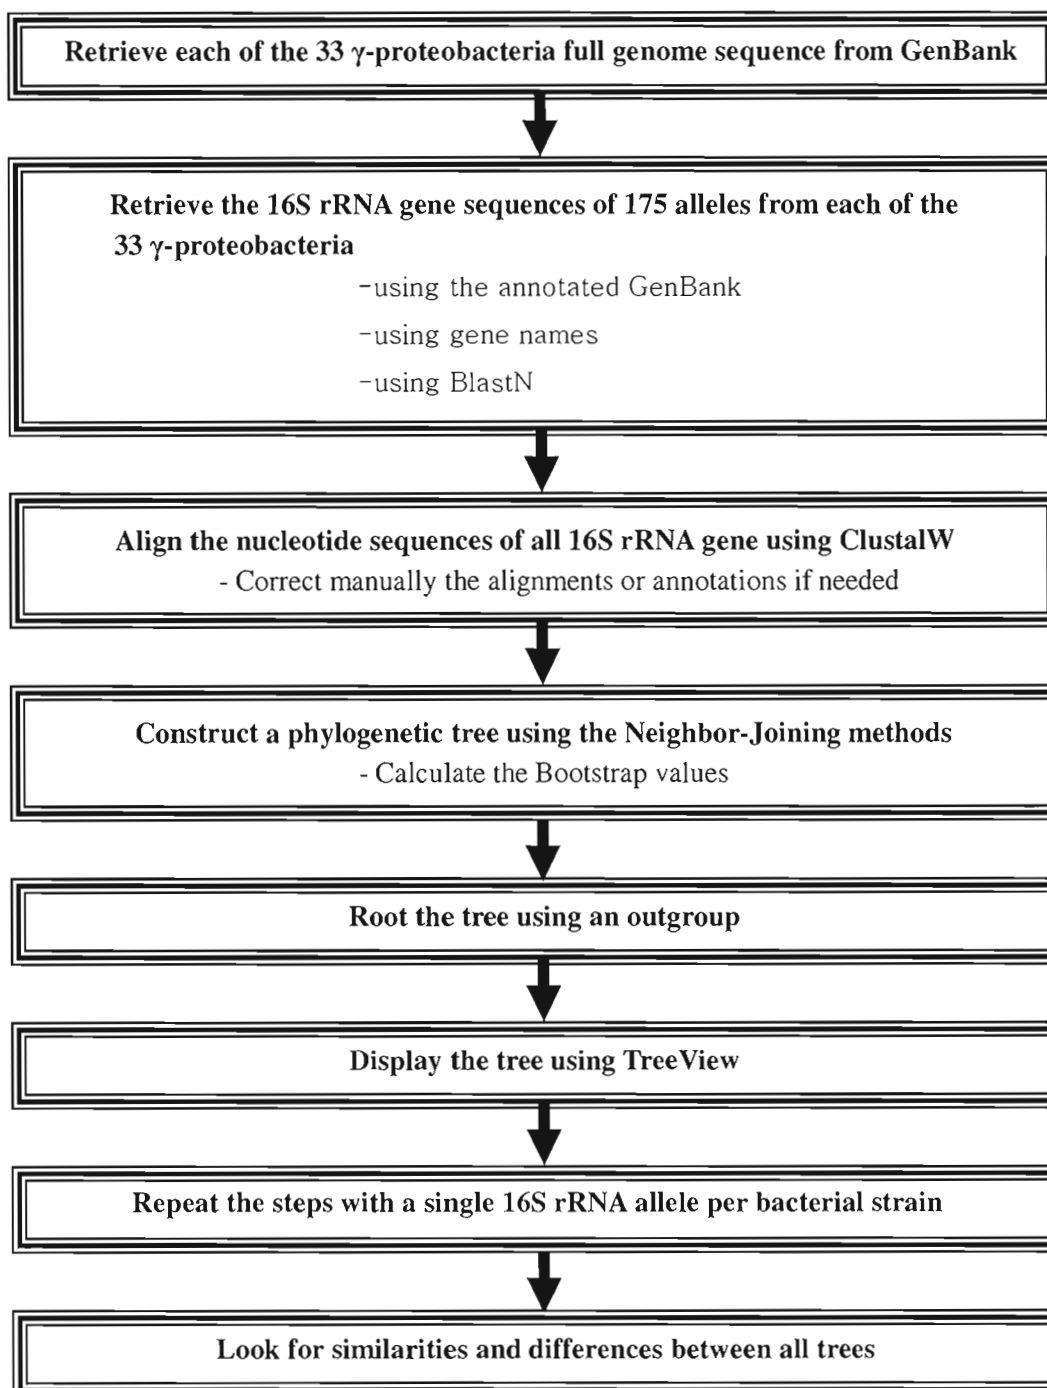 Retrieve each of the 33 γ-proteobacteria full genome sequence from GenBank
Retrieve the 16S rRNA gene sequences of 175 alleles from each of the
33 γ-proteobacteria
-using the annotated GenBank
-using gene names
-using BlastN
Align the nucleotide sequences of all 16S rRNA gene using ClustalW
- Correct manually the alignments or annotations if needed
Construct a phylogenetic tree using the Neighbor-Joining methods
- Calculate the Bootstrap values
Root the tree using an outgroup
Display the tree using TreeView
Repeat the steps with a single 16S rRNA allele per bacterial strain
Look for similarities and differences between all trees